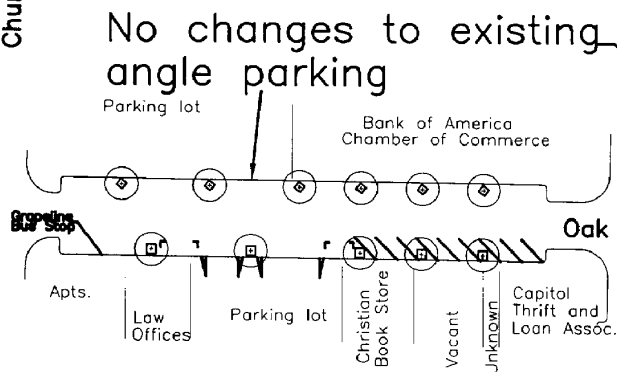 Chur
No changes to existing
angle parking
Parking lot
Bank of America
Chamber of Commerce
Grapeline
Bus Stop
Oak
Apts.
Law
Offices
Parking lot
Christian
Book Store
Vacant
Unknown
Capitol
Thrift and
Loan Assoc.